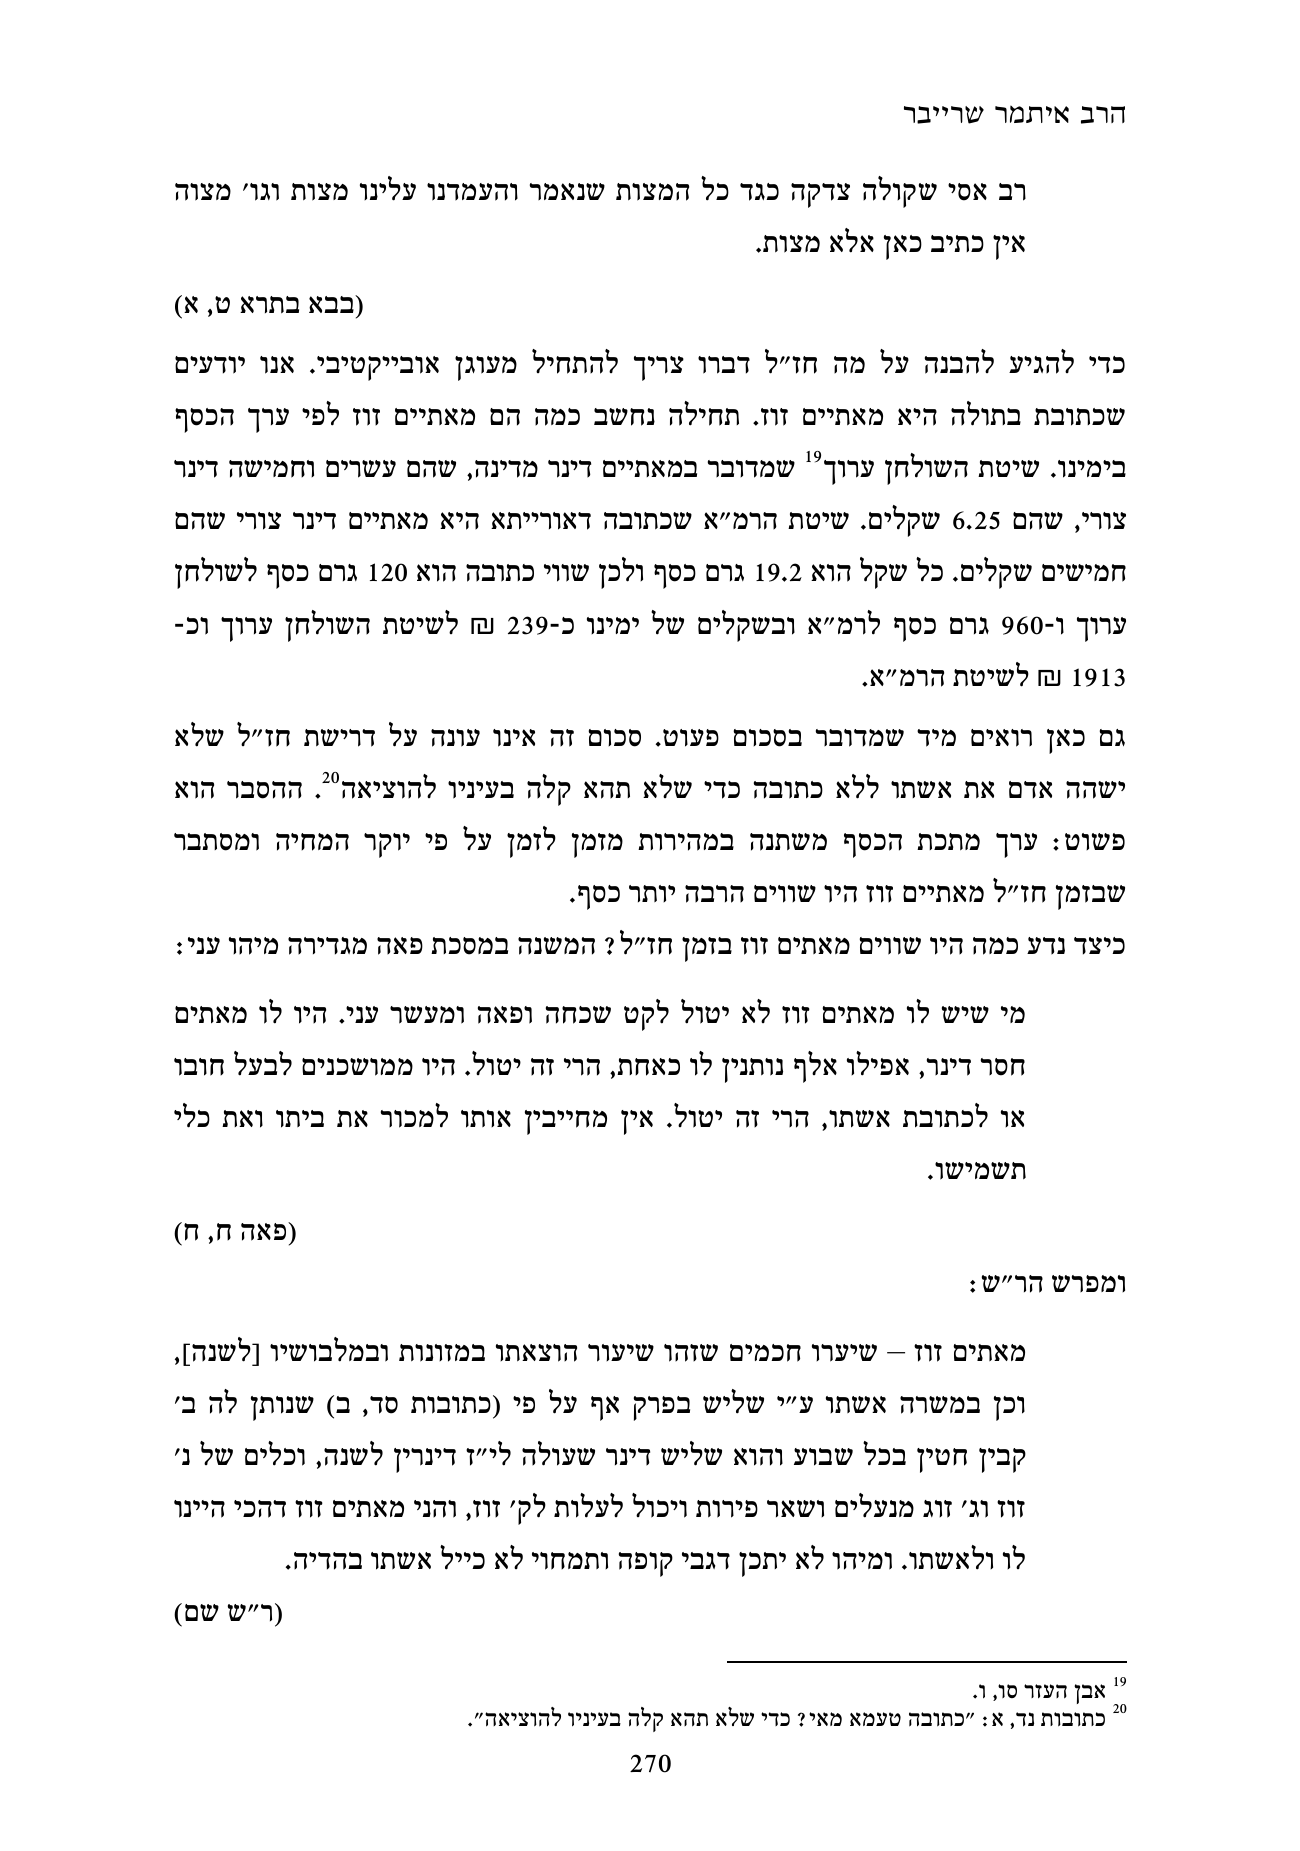 הרב איתמר שרייבר
רב אסי שקולה צדקה כגד כל המצות שנאמר והעמדנו עלינו מצות וגו׳ מצוה
אין כתיב כאן אלא מצות.
(בבא בתרא ט, א)
כדי להגיע להבנה על מה חז״ל דברו צריך להתחיל מעוגן אובייקטיבי. אנו יודעים
שכתובת בתולה היא מאתיים זוז. תחילה נחשב כמה הם מאתיים זוז לפי ערך הכסף
בימינו. שיטת השולחן ערוך19 שמדובר במאתיים דינר מדינה, שהם עשרים וחמישה דינר
צורי, שהם 6.25 שקלים. שיטת הרמ״א שכתובה דאורייתא היא מאתיים דינר צורי שהם
חמישים שקלים. כל שקל הוא 19.2 גרם כסף ולכן שווי כתובה הוא 120 גרם כסף לשולחן
ערוך ו-960 גרם כסף לרמ״א ובשקלים של ימינו כ-239 ₪ לשיטת השולחן ערוך וכ-
1913 ₪ לשיטת הרמ״א.
גם כאן רואים מיד שמדובר בסכום פעוט. סכום זה אינו עונה על דרישת חז״ל שלא
ישהה אדם את אשתו ללא כתובה כדי שלא תהא קלה בעיניו להוציאה20. ההסבר הוא
פשוט: ערך מתכת הכסף משתנה במהירות מזמן לזמן על פי יוקר המחיה ומסתבר
שבזמן חז״ל מאתיים זוז היו שווים הרבה יותר כסף.
כיצד נדע כמה היו שווים מאתים זוז בזמן חז״ל? המשנה במסכת פאה מגדירה מיהו עני:
מי שיש לו מאתים זוז לא יטול לקט שכחה ופאה ומעשר עני. היו לו מאתים
חסר דינר, אפילו אלף נותנין לו כאחת, הרי זה יטול. היו ממושכנים לבעל חובו
או לכתובת אשתו, הרי זה יטול. אין מחייבין אותו למכור את ביתו ואת כלי
תשמישו.
(פאה ח, ח)
ומפרש הר״ש:
מאתים זוז – שיערו חכמים שזהו שיעור הוצאתו במזונות ובמלבושיו [לשנה],
וכן במשרה אשתו ע״י שליש בפרק אף על פי (כתובות סד, ב) שנותן לה ב׳
קבין חטין בכל שבוע והוא שליש דינר שעולה לי״ז דינרין לשנה, וכלים של נ׳
זוז וג׳ זוג מנעלים ושאר פירות ויכול לעלות לק׳ זוז, והני מאתים זוז דהכי היינו
לו ולאשתו. ומיהו לא יתכן דגבי קופה ותמחוי לא כייל אשתו בהדיה.
(ר״ש שם)
19 אבן העזר סו, ו.
20 כתובות נד, א: ״כתובה טעמא מאי? כדי שלא תהא קלה בעיניו להוציאה״.
270